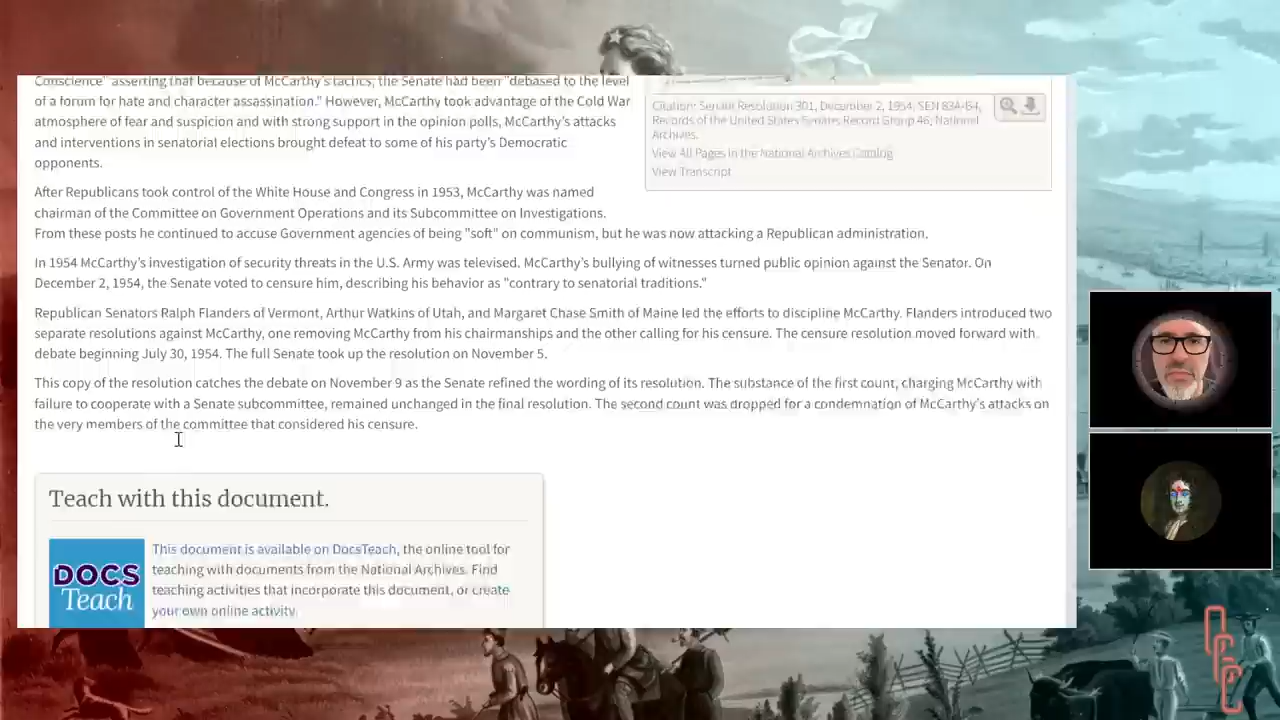 Conscience" asserting that because of McCarthy's tactics, the Senate had been "debased to the level
of a forum for hate and character assassination." However, McCarthy took advantage of the Cold War
atmosphere of fear and suspicion and with strong support in the opinion polls, McCarthy's attacks
and interventions in senatorial elections brought defeat to some of his party's Democratic
opponents.
Citation: Senate Resolution 301, December 2, 1954, SEN 83A-B4,
Records of the United States Senate, Record Group 46, National
Archives.
View All Pages in the National Archives Catalog
View Transcript
After Republicans took control of the White House and Congress in 1953, McCarthy was named
chairman of the Committee on Government Operations and its Subcommittee on Investigations.
From these posts he continued to accuse Government agencies of being "soft" on communism, but he was now attacking a Republican administration.
In 1954 McCarthy's investigation of security threats in the U.S. Army was televised. McCarthy's bullying of witnesses turned public opinion against the Senator. On
December 2, 1954, the Senate voted to censure him, describing his behavior as "contrary to senatorial traditions."
Republican Senators Ralph Flanders of Vermont, Arthur Watkins of Utah, and Margaret Chase Smith of Maine led the efforts to discipline McCarthy. Flanders introduced two
separate resolutions against McCarthy, one removing McCarthy from his chairmanships and the other calling for his censure. The censure resolution moved forward with
debate beginning July 30, 1954. The full Senate took up the resolution on November 5.
This copy of the resolution catches the debate on November 9 as the Senate refined the wording of its resolution. The substance of the first count, charging McCarthy with
failure to cooperate with a Senate subcommittee, remained unchanged in the final resolution. The second count was dropped for a condemnation of McCarthy's attacks on
the very members of the committee that considered his censure.
Teach with this document.
DOCS
Teach
This document is available on DocsTeach, the online tool for
teaching with documents from the National Archives. Find
teaching activities that incorporate this document, or create
your own online activity.